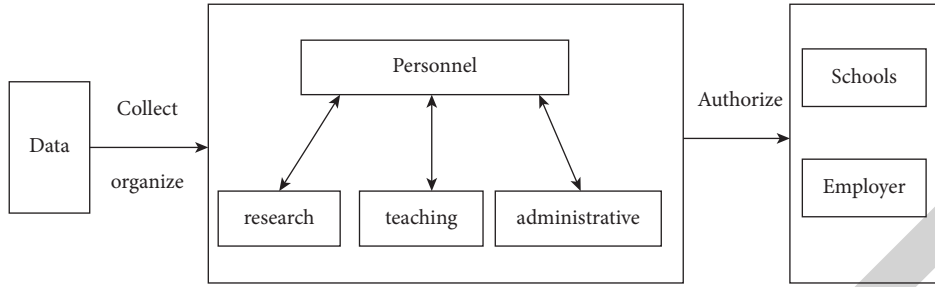 Data
Collect
organize
Personnel
research
teaching
administrative
Authorize
Schools
Employer